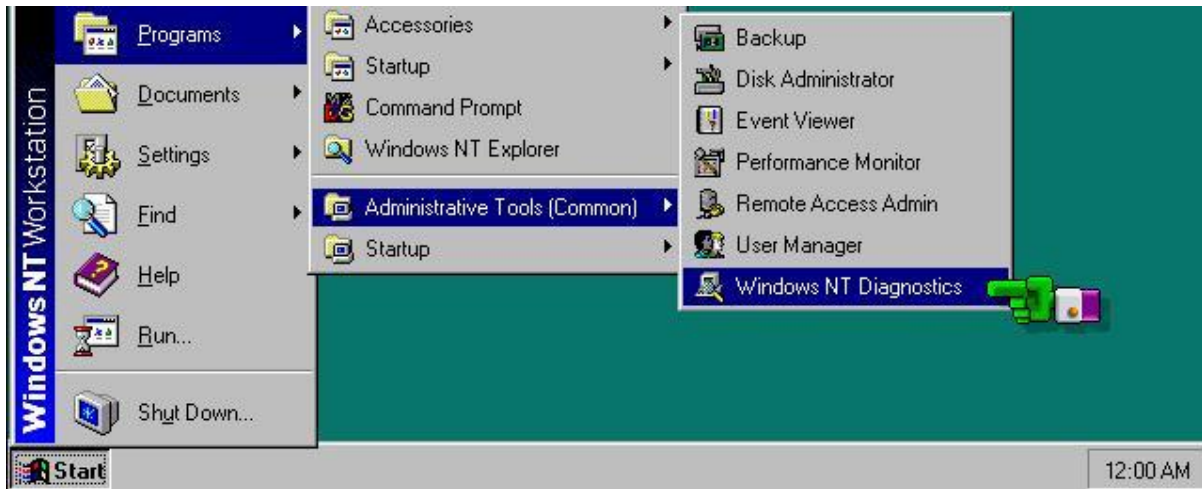 Windows NT Workstation
Programs
Documents
Settings
Find
Help
Run...
Shut Down...
Accessories
Startup
Command Prompt
Windows NT Explorer
Administrative Tools (Common)
Startup
Backup
Disk Administrator
Event Viewer
Performance Monitor
Remote Access Admin
User Manager
Windows NT Diagnostics
Start
12:00 AM